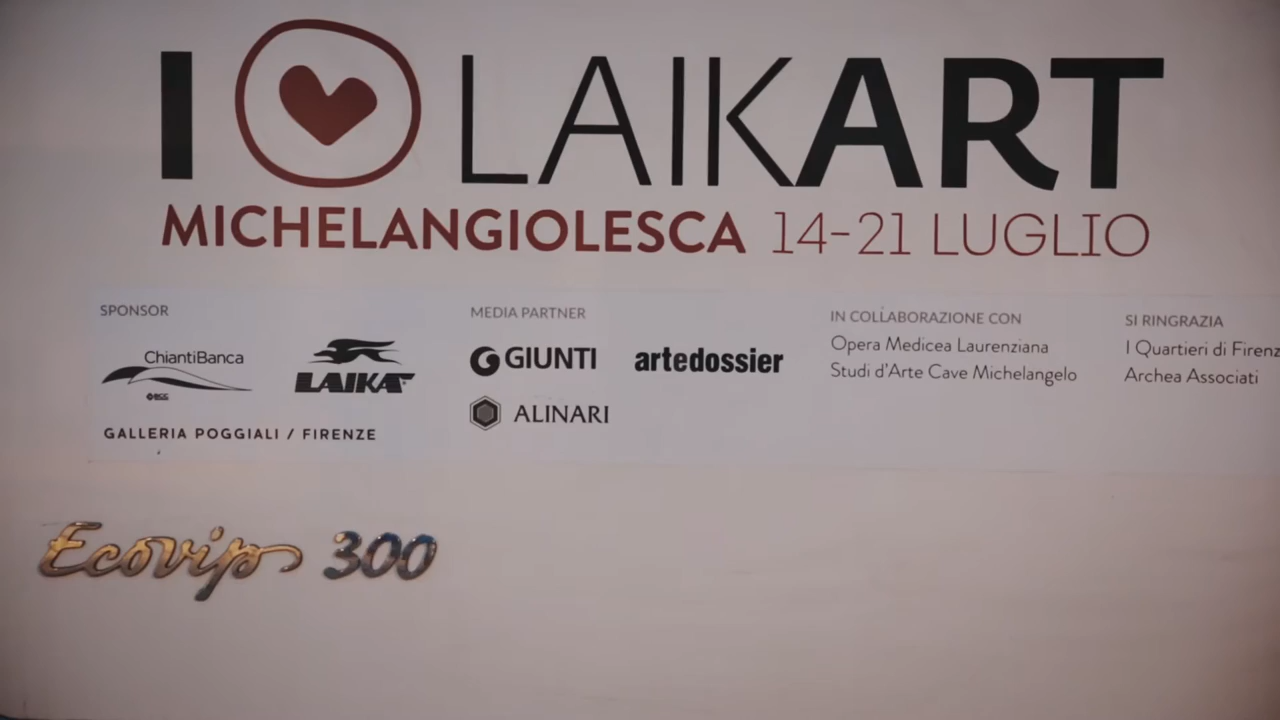 I LAIKART
MICHELANGIOLESCA 14-21 LUGLIO
SPONSOR
ChiantiBanca
BCC
LAIKA
GALLERIA POGGIALI / FIRENZE
MEDIA PARTNER
GIUNTI
artedossier
ALINARI
IN COLLABORAZIONE CON
Opera Medicea Laurenziana
Studi d'Arte Cave Michelangelo
SI RINGRAZIA
I Quartieri di Firenz
Archea Associati
Ecovip 300